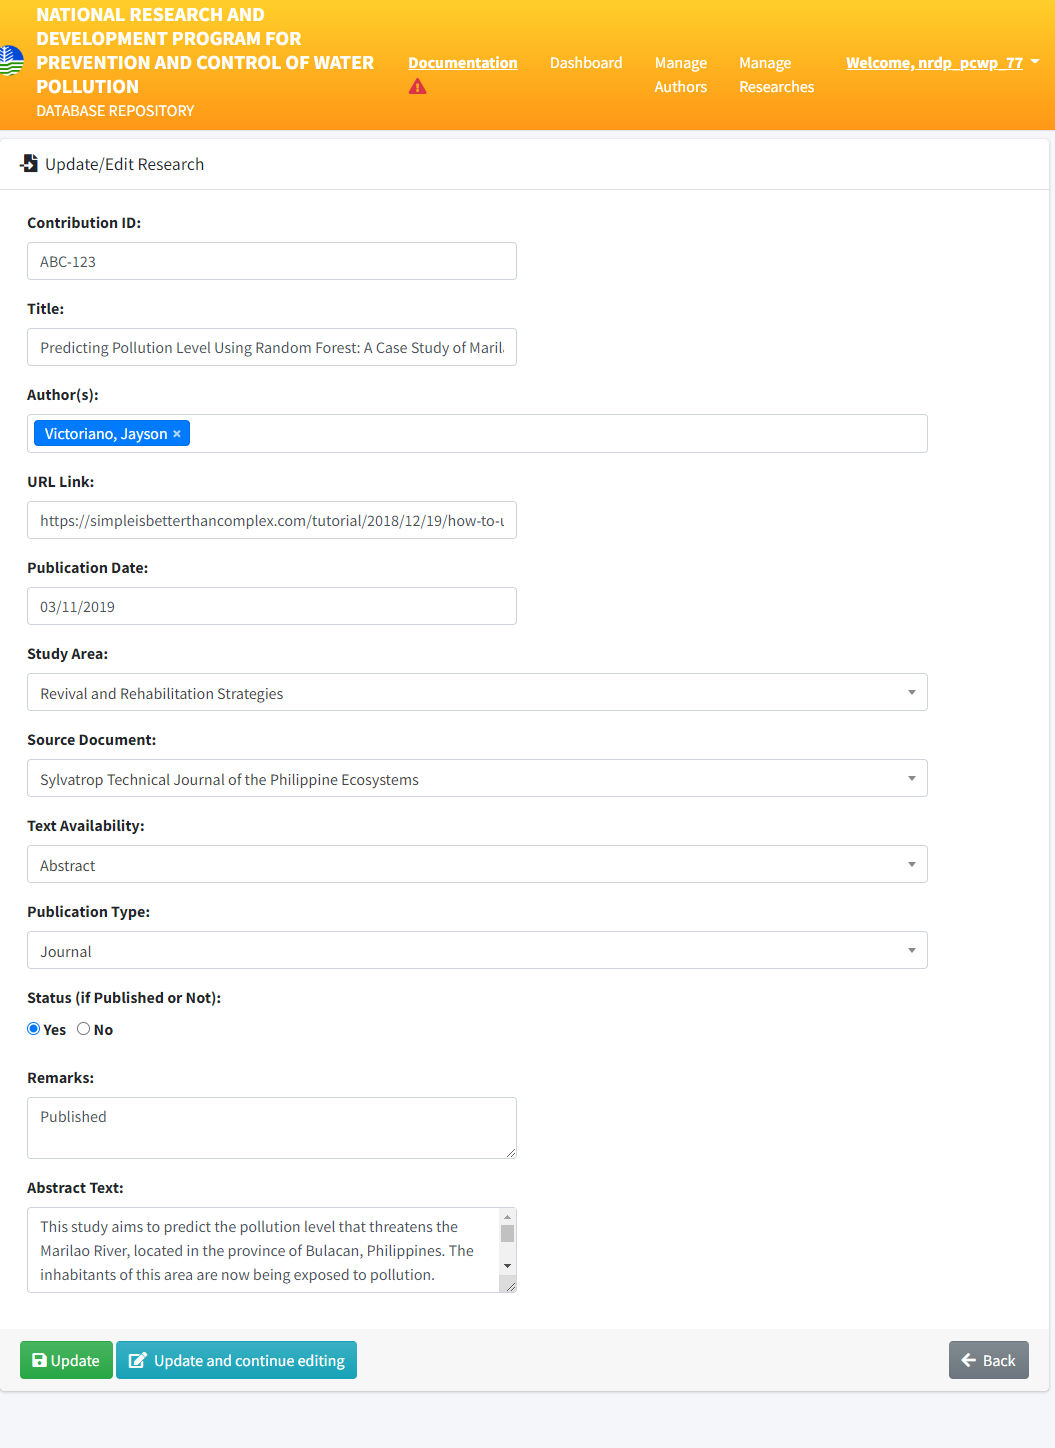 NATIONAL RESEARCH AND
DEVELOPMENT PROGRAM FOR
PREVENTION AND CONTROL OF WATER
POLLUTION
DATABASE REPOSITORY
Documentation
Dashboard
Manage
Authors
Manage
Researches
Welcome, nrdp_pcwp_77
Update/Edit Research
Contribution ID:
ABC-123
Title:
Predicting Pollution Level Using Random Forest: A Case Study of Maril
Author(s):
Victoriano, Jayson ×
URL Link:
https://simpleisbetterthancomplex.com/tutorial/2018/12/19/how-to-u
Publication Date:
03/11/2019
Study Area:
Revival and Rehabilitation Strategies
Source Document:
Sylvatrop Technical Journal of the Philippine Ecosystems
Text Availability:
Abstract
Publication Type:
Journal
Status (if Published or Not):
Yes No
Remarks:
Published
Abstract Text:
This study aims to predict the pollution level that threatens the
Marilao River, located in the province of Bulacan, Philippines. The
inhabitants of this area are now being exposed to pollution.
Update
Update and continue editing
Back